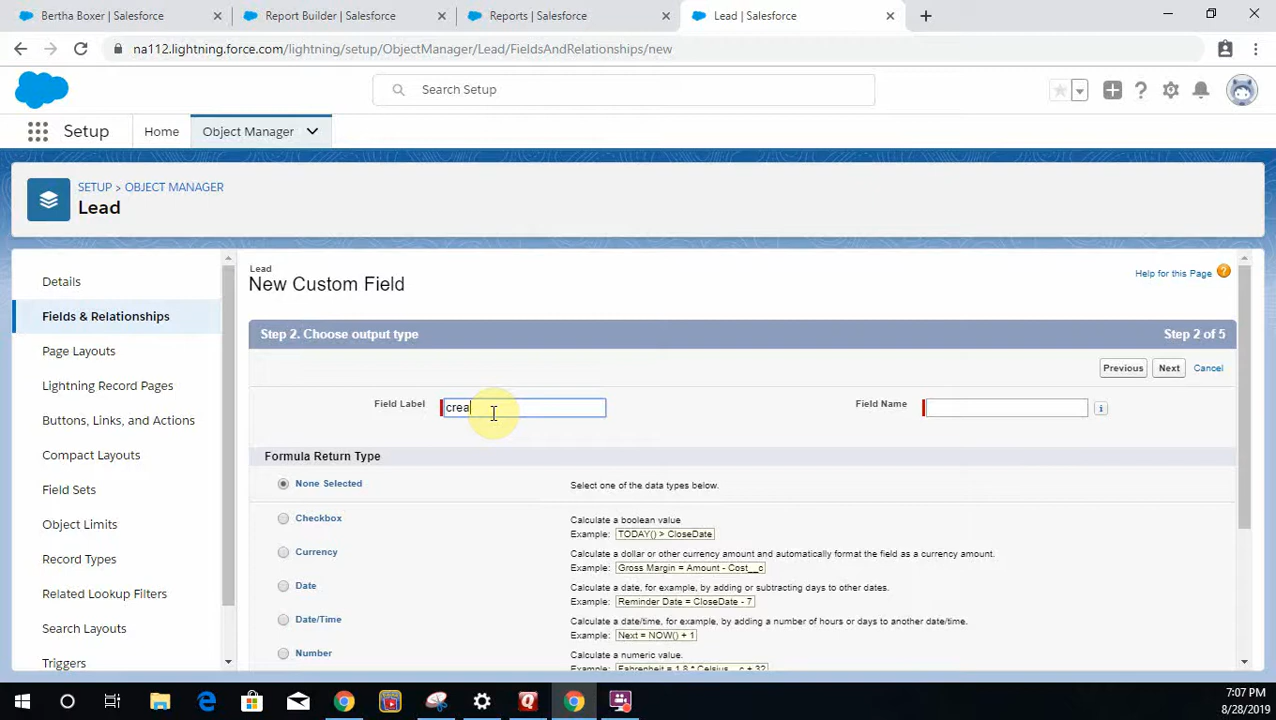 Bertha Boxer | Salesforce
Report Builder | Salesforce
Reports | Salesforce
Lead | Salesforce
na112.lightning.force.com/lightning/setup/ObjectManager/Lead/FieldsAndRelationships/new
Search Setup
Setup
Home
Object Manager
SETUP > OBJECT MANAGER
Lead
Details
Fields & Relationships
Page Layouts
Lightning Record Pages
Buttons, Links, and Actions
Compact Layouts
Field Sets
Object Limits
Record Types
Related Lookup Filters
Search Layouts
Triggers
Lead
New Custom Field
Help for this Page ?
Step 2. Choose output type Step 2 of 5
Previous Next Cancel
Field Label crea Field Name i
Formula Return Type
None Selected Select one of the data types below.
Checkbox Calculate a boolean value
Example: TODAY() > CloseDate
Currency Calculate a dollar or other currency amount and automatically format the field as a currency amount.
Example: Gross Margin = Amount - Cost__c
Date Calculate a date, for example, by adding or subtracting days to other dates.
Example: Reminder Date = CloseDate - 7
Date/Time Calculate a date/time, for example, by adding a number of hours or days to another date/time.
Example: Next = NOW() + 1
Number Calculate a numeric value.
Example: Fahrenheit = 1.8 * Celsius__c + 32
7:07 PM
8/28/2019